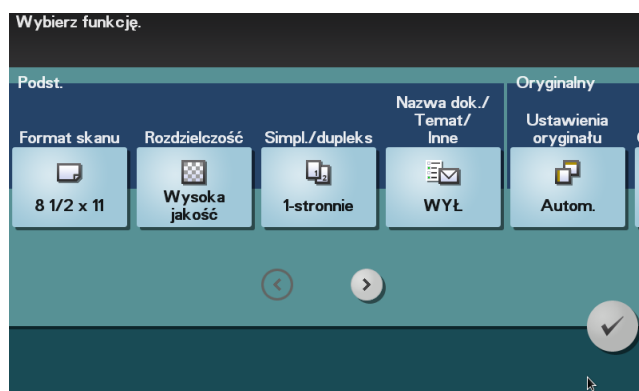 Wybierz funkcję.
Podst.
Oryginalny
Format skanu
Rozdzielczość
Simpl./dupleks
Nazwa dok./
Temat/
Inne
Ustawienia
oryginału
8 1/2 x 11
Wysoka
jakość
1-stronnie
WYŁ.
Autom.